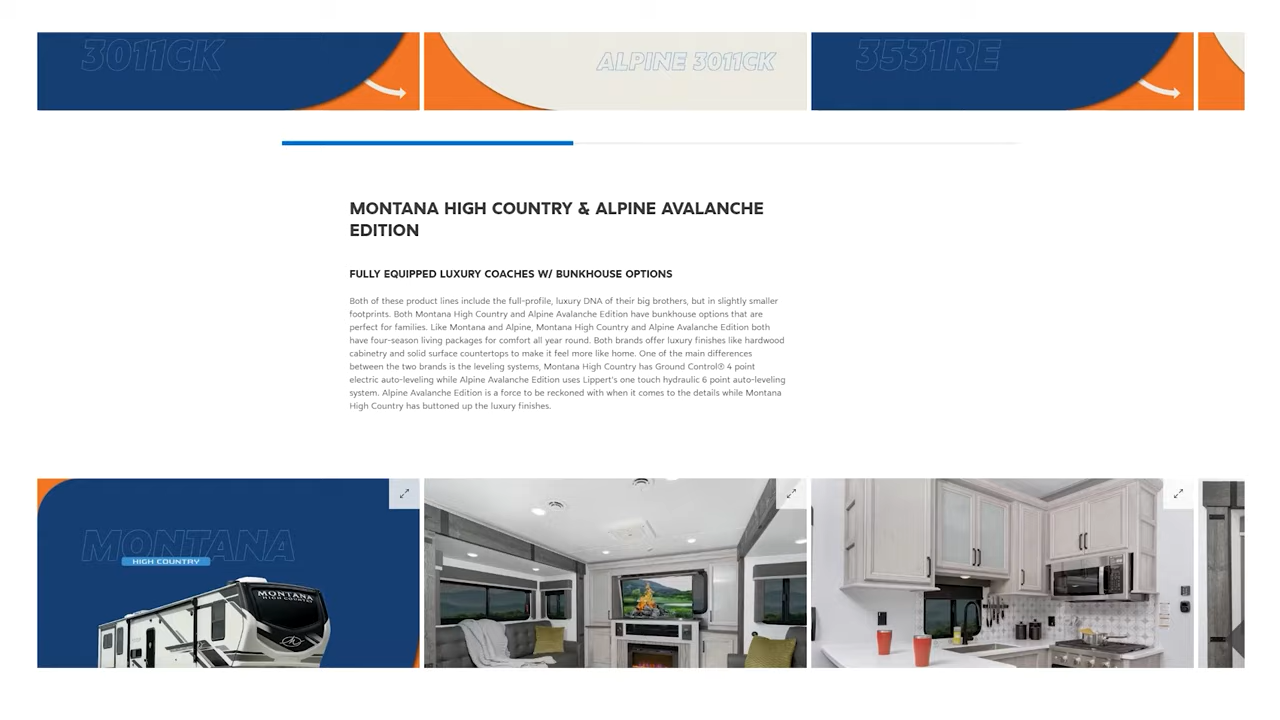 3011CK
ALPINE 3011CK
3531RE
MONTANA HIGH COUNTRY & ALPINE AVALANCHE
EDITION
FULLY EQUIPPED LUXURY COACHES W/ BUNKHOUSE OPTIONS
Both of these product lines include the full-profile, luxury DNA of their big brothers, but in slightly smaller
footprints. Both Montana High Country and Alpine Avalanche Edition have bunkhouse options that are
perfect for families. Like Montana and Alpine, Montana High Country and Alpine Avalanche Edition both
have four-season living packages for comfort all year round. Both brands offer luxury finishes like hardwood
cabinetry and solid surface countertops to make it feel more like home. One of the main differences
between the two brands is the leveling systems, Montana High Country has Ground Control® 4 point
electric auto-leveling while Alpine Avalanche Edition uses Lippert's one touch hydraulic 6 point auto-leveling
system. Alpine Avalanche Edition is a force to be reckoned with when it comes to the details while Montana
High Country has buttoned up the luxury finishes.
MONTANA
HIGH COUNTRY
MONTANA
HIGH COUNTRY